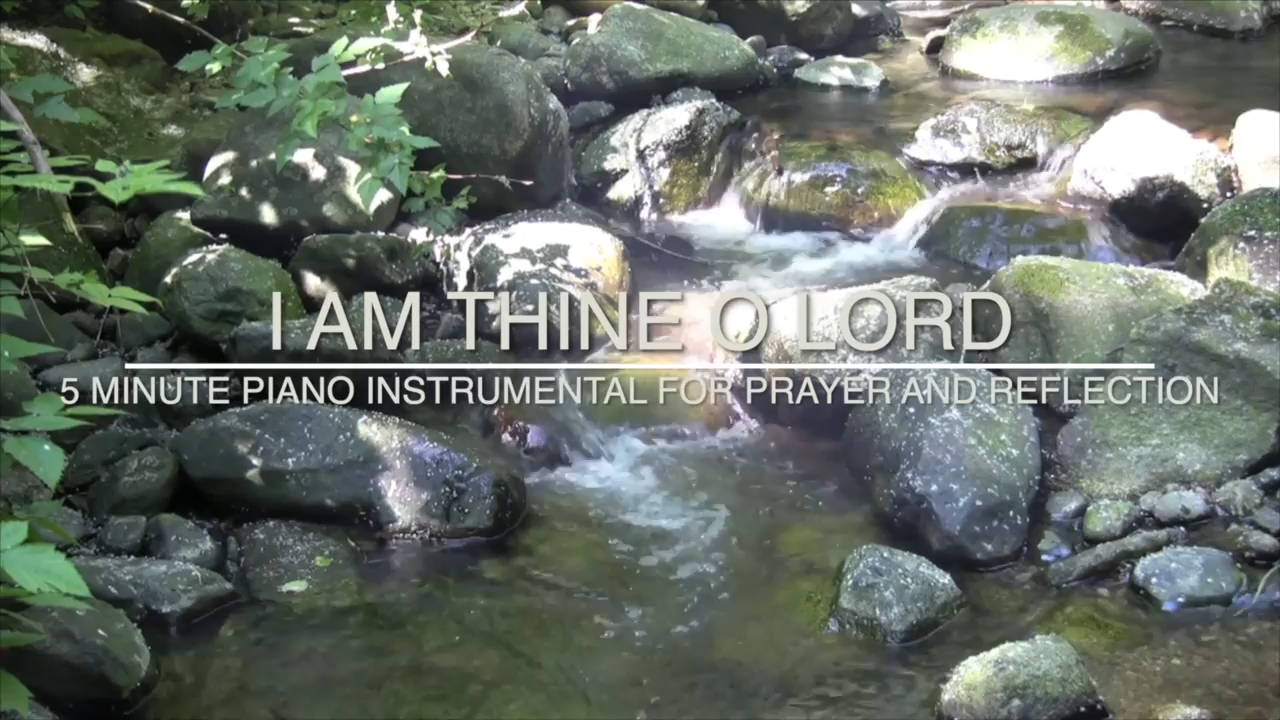 I AM THINE O LORD
5 MINUTE PIANO INSTRUMENTAL FOR PRAYER AND REFLECTION